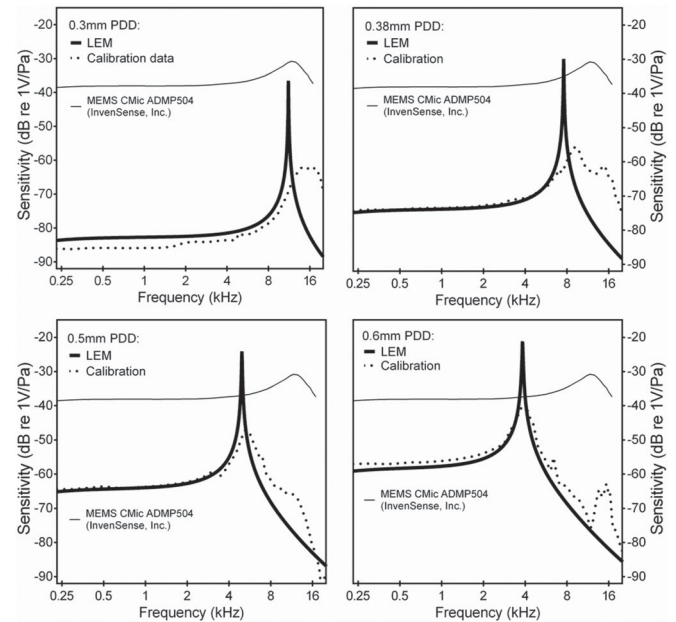 0.3mm PDD:
LEM
Calibration data
MEMS CMic ADMP504
(InvenSense, Inc.)
Sensitivity (dB re 1V/Pa)
-20
-30
-40
-50
-60
-70
-80
-90
0.25 0.5 1 2 4 8 16
Frequency (kHz)
0.38mm PDD:
LEM
Calibration
MEMS CMic ADMP504
(InvenSense, Inc.)
-20
-30
-40
-50
-60
-70
-80
-90
Sensitivity (dB re 1V/Pa)
0.25 0.5 1 2 4 8 16
Frequency (kHz)
0.5mm PDD:
LEM
Calibration
MEMS CMic ADMP504
(InvenSense, Inc.)
Sensitivity (dB re 1V/Pa)
-20
-30
-40
-50
-60
-70
-80
-90
0.25 0.5 1 2 4 8 16
Frequency (kHz)
0.6mm PDD:
LEM
Calibration
MEMS CMic ADMP504
(InvenSense, Inc.)
-20
-30
-40
-50
-60
-70
-80
-90
Sensitivity (dB re 1V/Pa)
0.25 0.5 1 2 4 8 16
Frequency (kHz)